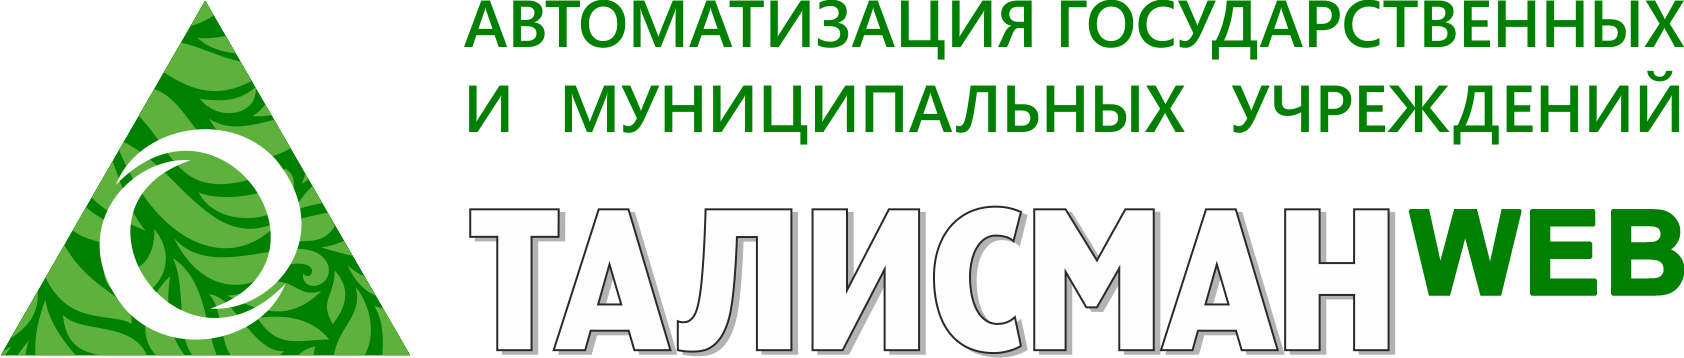 АВТОМАТИЗАЦИЯ ГОСУДАРСТВЕННЫХ
И МУНИЦИПАЛЬНЫХ УЧРЕЖДЕНИЙ
ТАЛИСМАН WEB